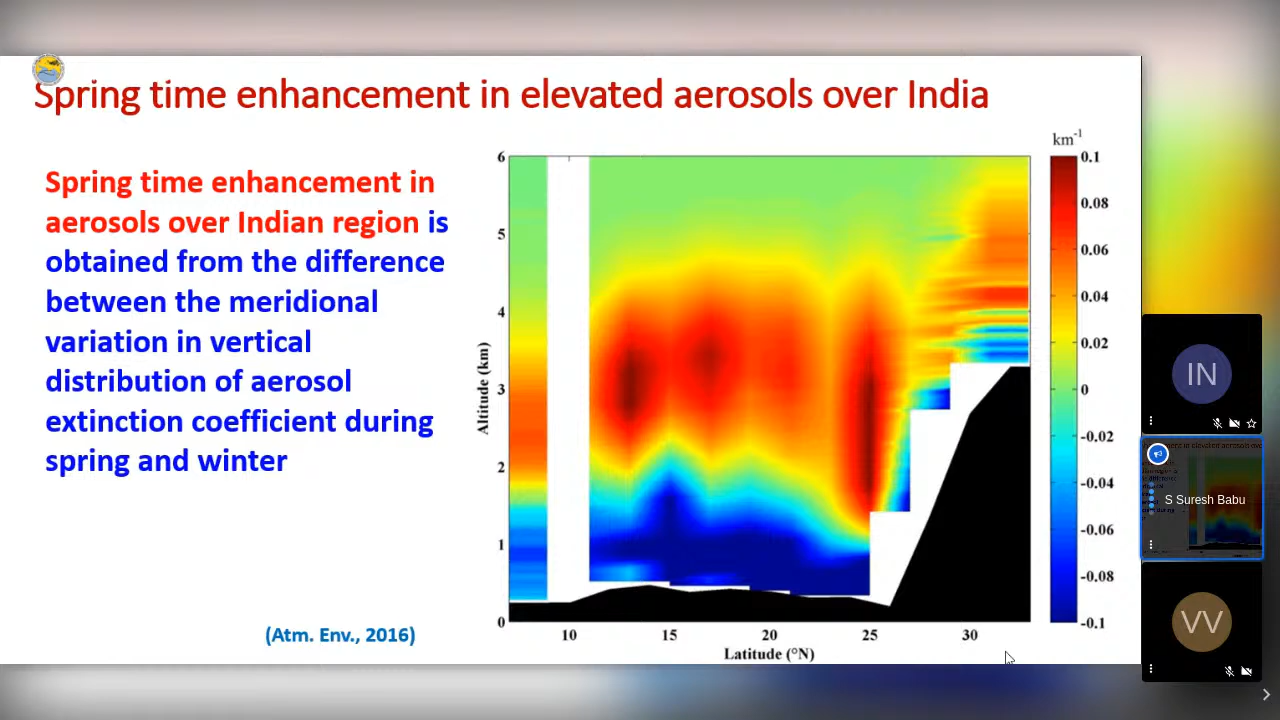 Spring time enhancement in elevated aerosols over India
Spring time enhancement in
aerosols over Indian region is
obtained from the difference
between the meridional
variation in vertical
distribution of aerosol
extinction coefficient during
spring and winter
(Atm. Env., 2016)
km-1
6
5
4
3
2
1
0
Altitude (km)
10 15 20 25 30
Latitude (°N)
0.1
0.08
0.06
0.04
0.02
0
-0.02
-0.04
-0.06
-0.08
-0.1
IN
S Suresh Babu
VV